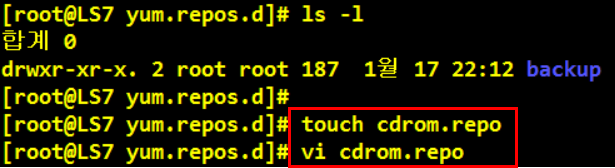 [root@LS7 yum.repos.d]# ls -l
합계 0
drwxr-xr-x. 2 root root 187  1월 17 22:12 backup
[root@LS7 yum.repos.d]#
[root@LS7 yum.repos.d]# touch cdrom.repo
[root@LS7 yum.repos.d]# vi cdrom.repo